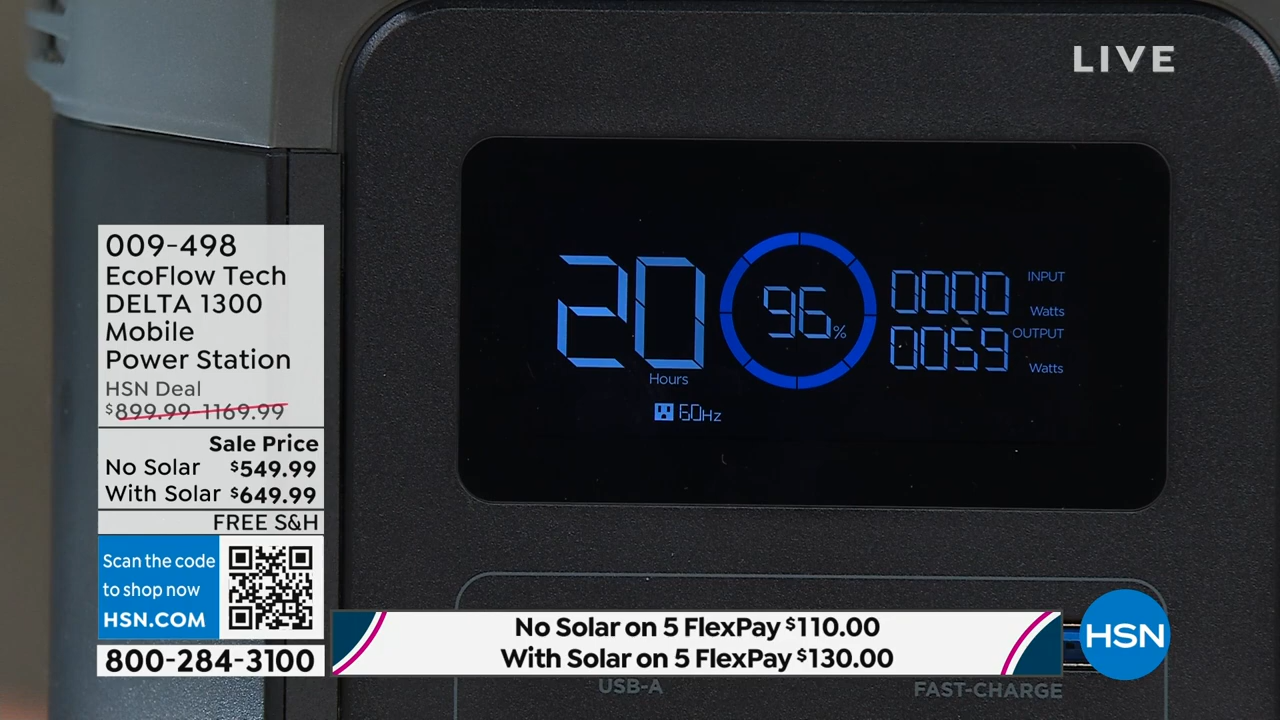 LIVE
009-498
EcoFlow Tech
DELTA 1300
Mobile
Power Station
HSN Deal
$899.99-1169.99
Sale Price
No Solar $549.99
With Solar $649.99
FREE S&H
Scan the code
to shop now
HSN.COM
800-284-3100
20
Hours
60Hz
96%
0000 INPUT
Watts
0059 OUTPUT
Watts
No Solar on 5 FlexPay $110.00
With Solar on 5 FlexPay $130.00
HSN
USB-A
FAST-CHARGE